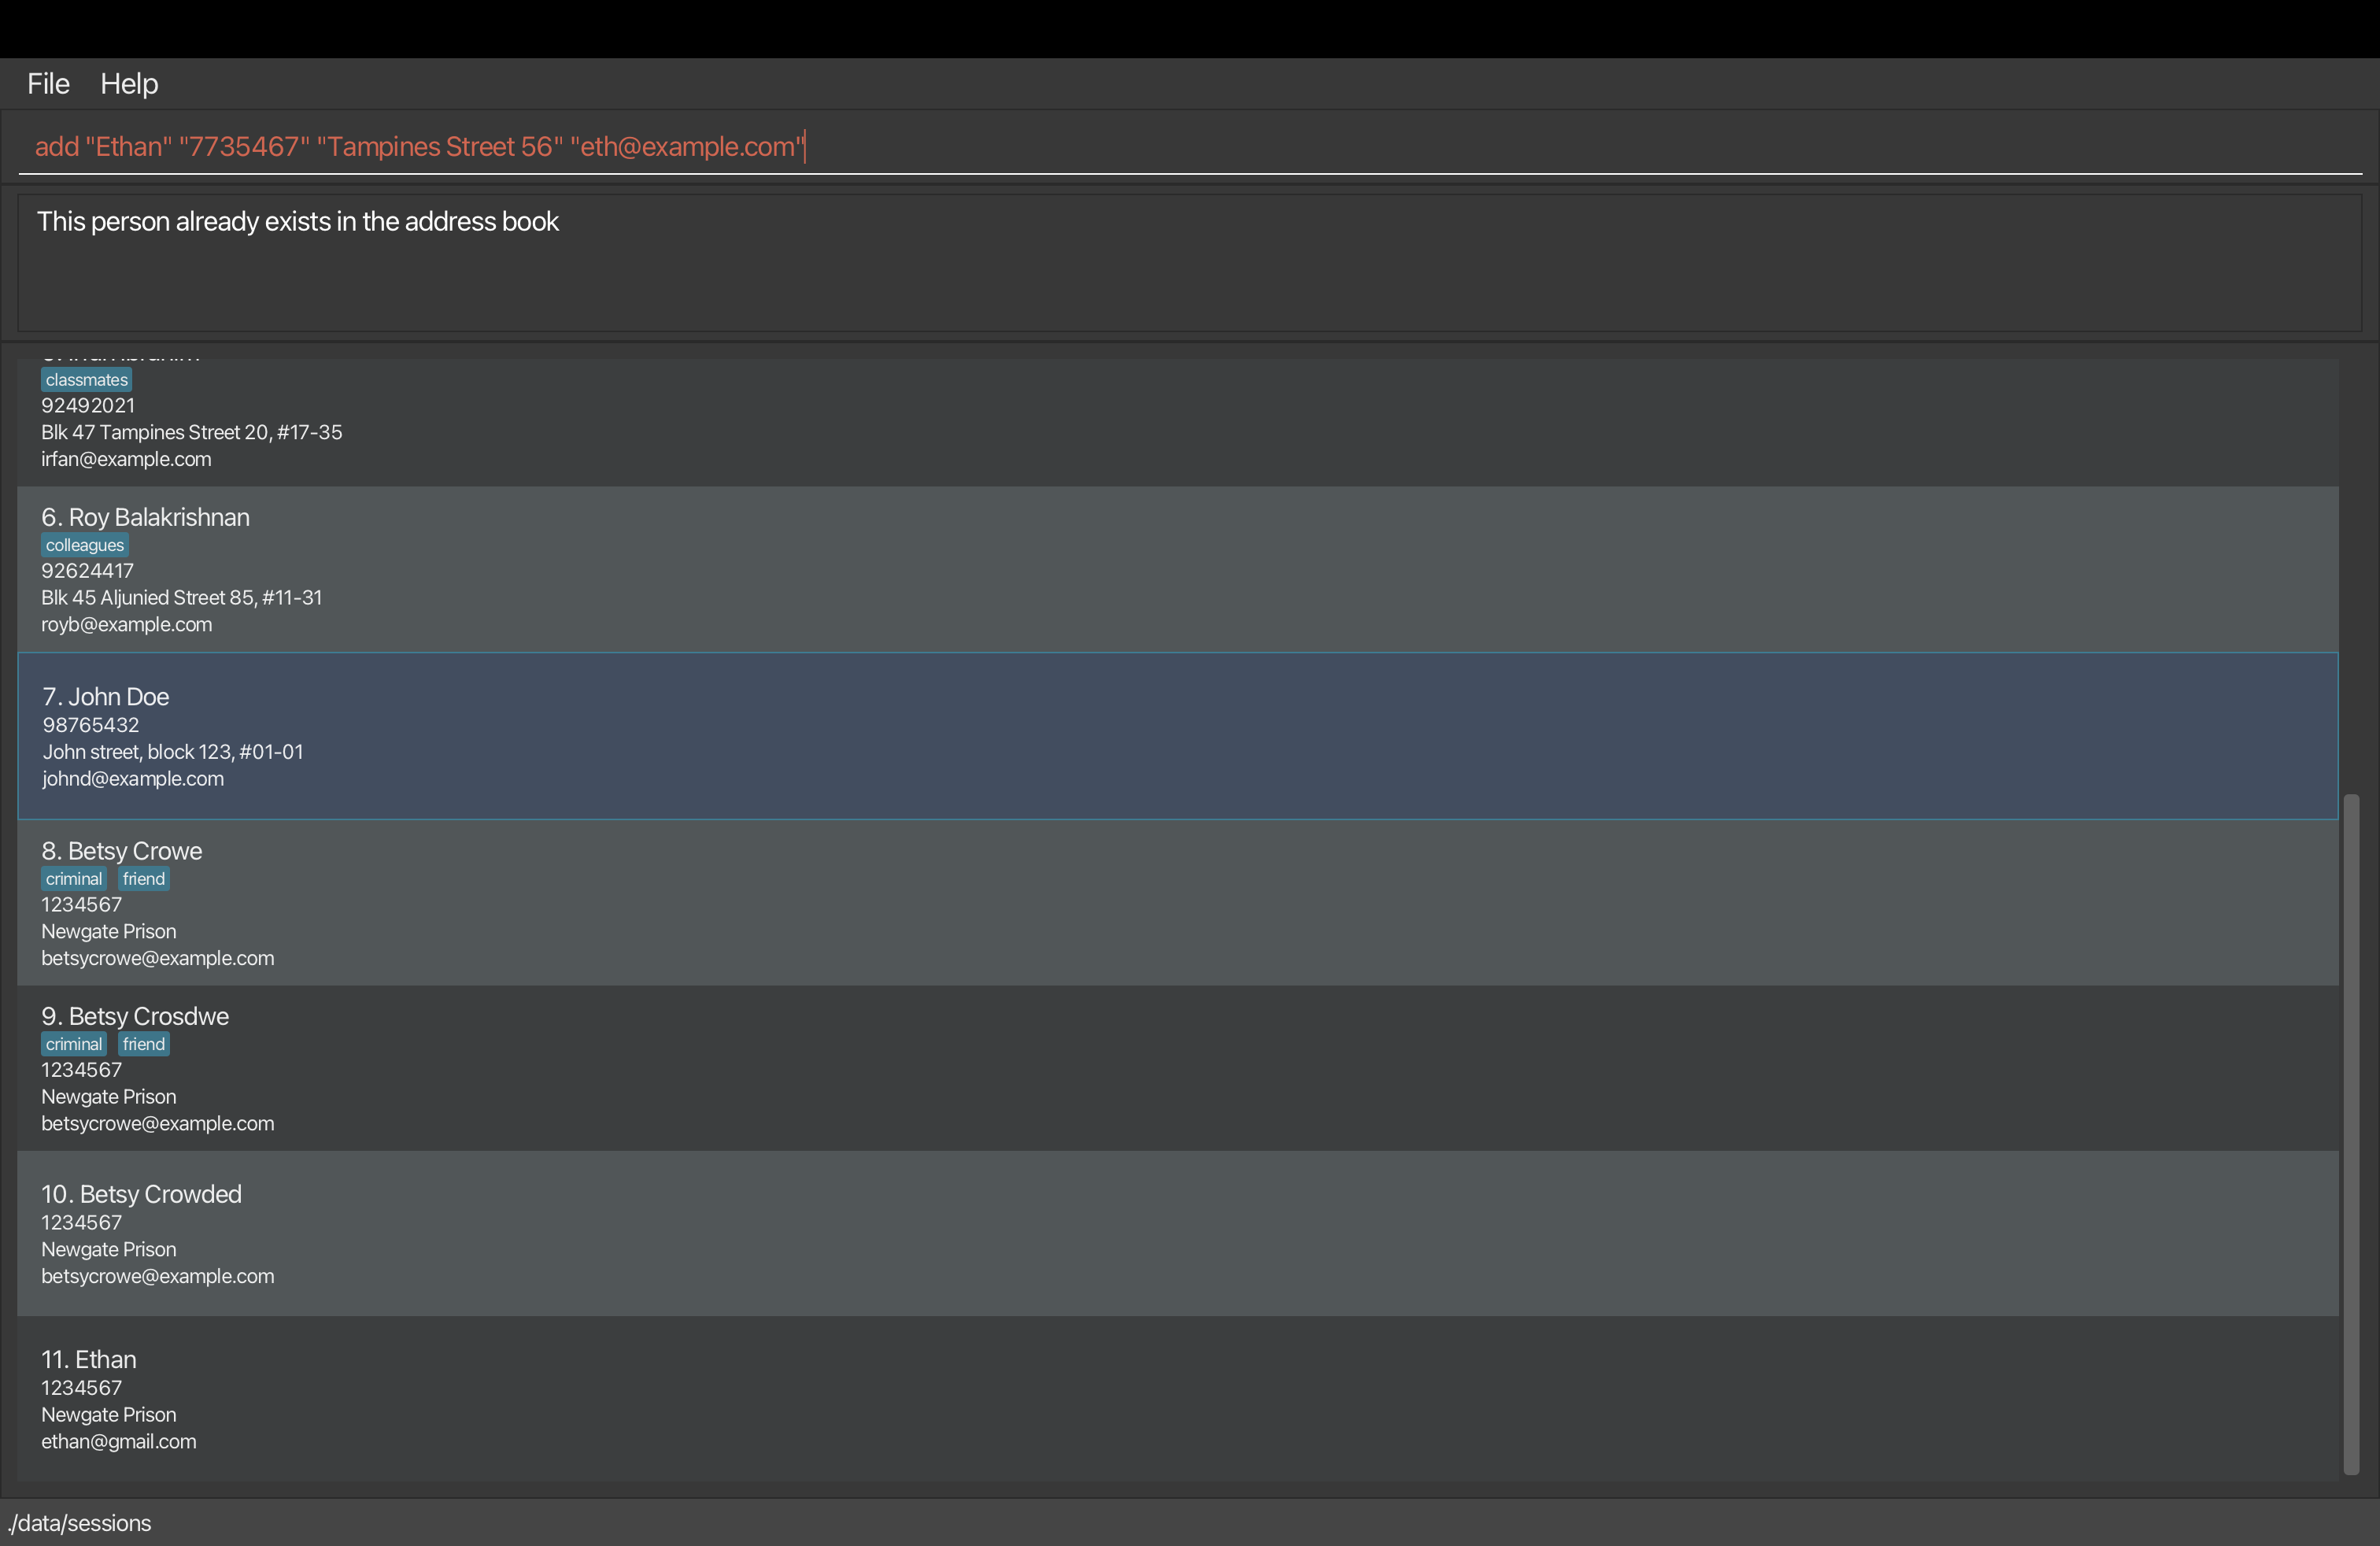 File Help
add "Ethan" "7735467" "Tampines Street 56" "eth@example.com"
This person already exists in the address book
classmates
92492021
Blk 47 Tampines Street 20, #17-35
irfan@example.com
6. Roy Balakrishnan
colleagues
92624417
Blk 45 Aljunied Street 85, #11-31
royb@example.com
7. John Doe
98765432
John street, block 123, #01-01
johnd@example.com
8. Betsy Crowe
criminal friend
1234567
Newgate Prison
betsycrowe@example.com
9. Betsy Crosdwe
criminal friend
1234567
Newgate Prison
betsycrowe@example.com
10. Betsy Crowded
1234567
Newgate Prison
betsycrowe@example.com
11. Ethan
1234567
Newgate Prison
ethan@gmail.com
./data/sessions